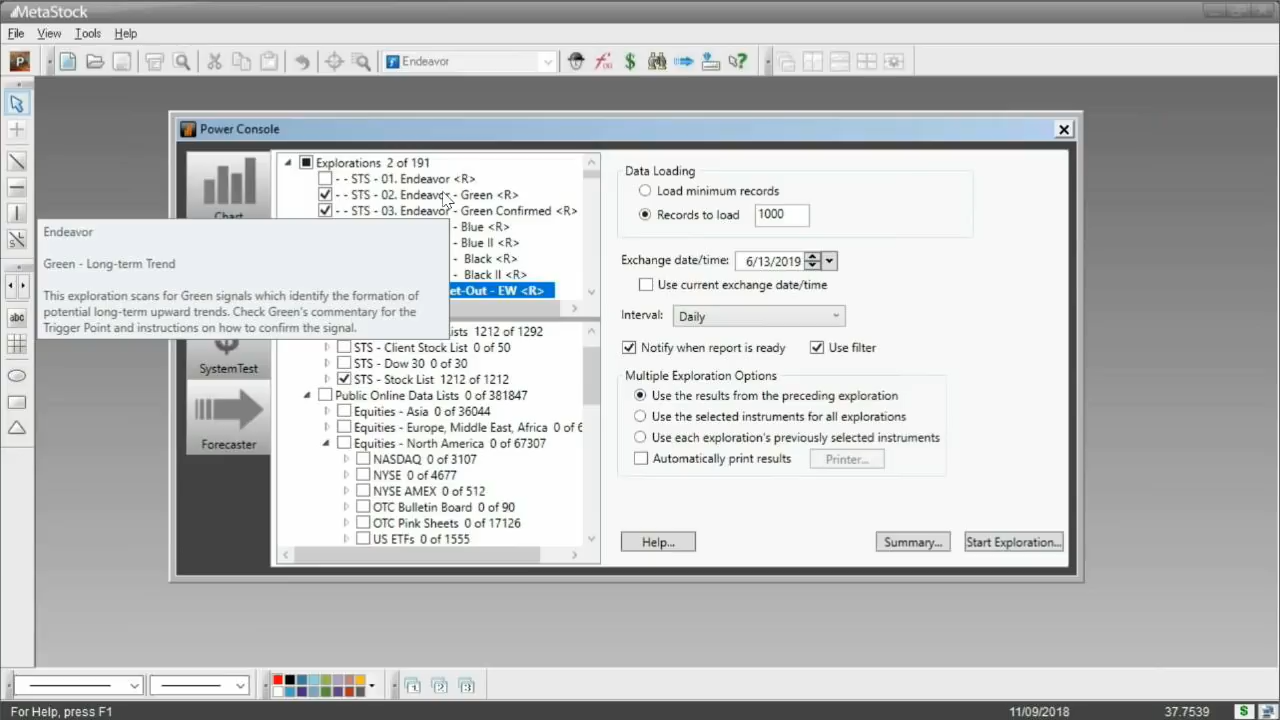 MetaStock
File View Tools Help
Endeavor
Power Console
Chart
Explorations 2 of 191
- - STS - 01. Endeavor <R>
- - STS - 02. Endeavor - Green <R>
- - STS - 03. Endeavor - Green Confirmed <R>
- Blue <R>
- Blue II <R>
- Black <R>
- Black II <R>
et-Out - EW <R>
Endeavor
Green - Long-term Trend
This exploration scans for Green signals which identify the formation of
potential long-term upward trends. Check Green's commentary for the
Trigger Point and instructions on how to confirm the signal.
ists 1212 of 1292
STS - Client Stock List 0 of 50
STS - Dow 30 0 of 30
STS - Stock List 1212 of 1212
Public Online Data Lists 0 of 381847
Equities - Asia 0 of 36044
Equities - Europe, Middle East, Africa 0 of 6
Equities - North America 0 of 67307
NASDAQ 0 of 3107
NYSE 0 of 4677
NYSE AMEX 0 of 512
OTC Bulletin Board 0 of 90
OTC Pink Sheets 0 of 17126
US ETFs 0 of 1555
SystemTest
Forecaster
Data Loading
Load minimum records
Records to load 1000
Exchange date/time: 6/13/2019
Use current exchange date/time
Interval: Daily
Notify when report is ready Use filter
Multiple Exploration Options
Use the results from the preceding exploration
Use the selected instruments for all explorations
Use each exploration's previously selected instruments
Automatically print results Printer...
Help... Summary... Start Exploration...
abc
1 2 3
For Help, press F1 11/09/2018 37.7539